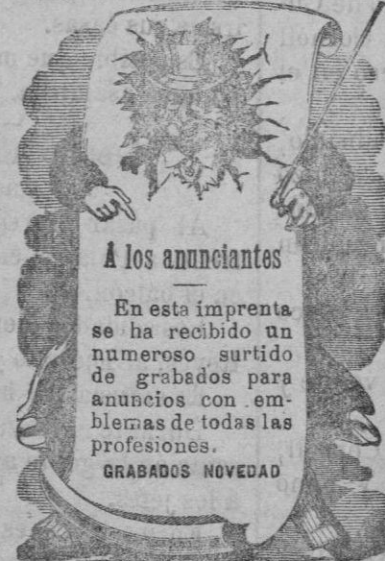 Á los anunciantes
En esta imprenta
se ha recibido un
numeroso surtido
de grabados para
anuncios con em-
blemas de todas las
profesiones.
GRABADOS NOVEDAD